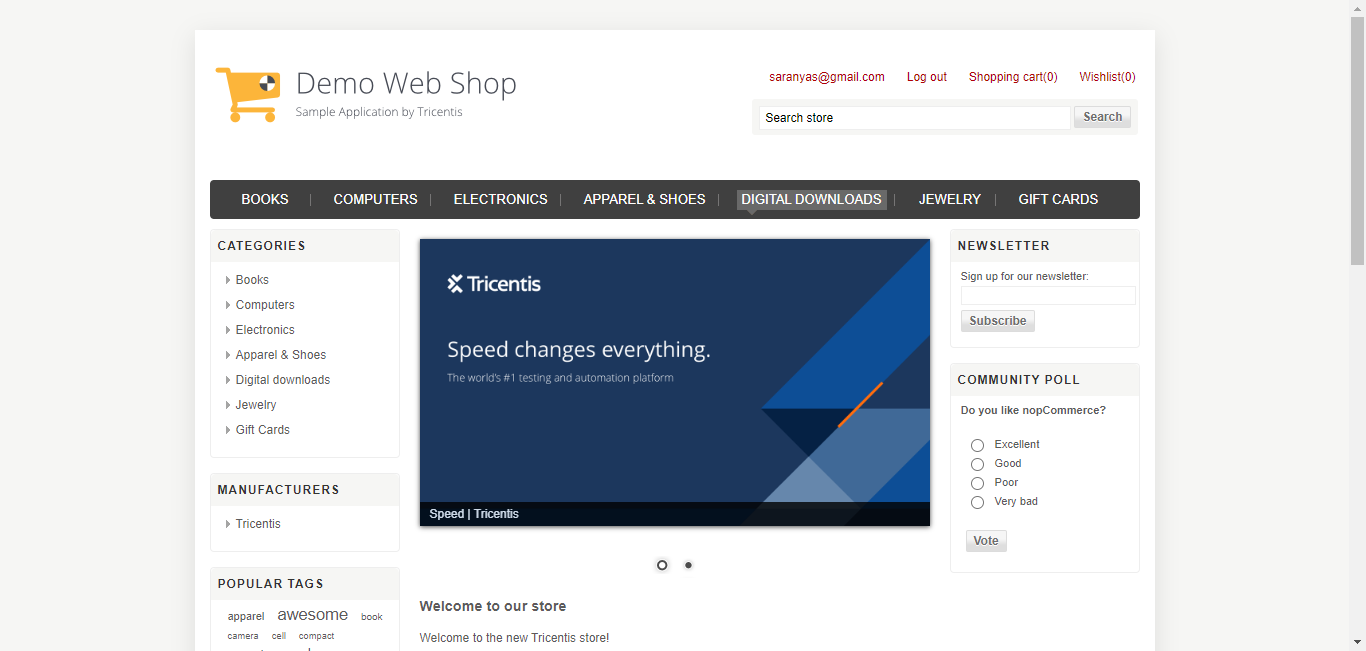 Demo Web Shop
Sample Application by Tricentis
saranyas@gmail.com Log out Shopping cart(0) Wishlist(0)
Search store Search
BOOKS COMPUTERS ELECTRONICS APPAREL & SHOES DIGITAL DOWNLOADS JEWELRY GIFT CARDS
CATEGORIES
Books
Computers
Electronics
Apparel & Shoes
Digital downloads
Jewelry
Gift Cards
MANUFACTURERS
Tricentis
POPULAR TAGS
apparel awesome book
camera cell compact
Tricentis
Speed changes everything.
The world's #1 testing and automation platform
Speed | Tricentis
Welcome to our store
Welcome to the new Tricentis store!
NEWSLETTER
Sign up for our newsletter:
Subscribe
COMMUNITY POLL
Do you like nopCommerce?
Excellent
Good
Poor
Very bad
Vote